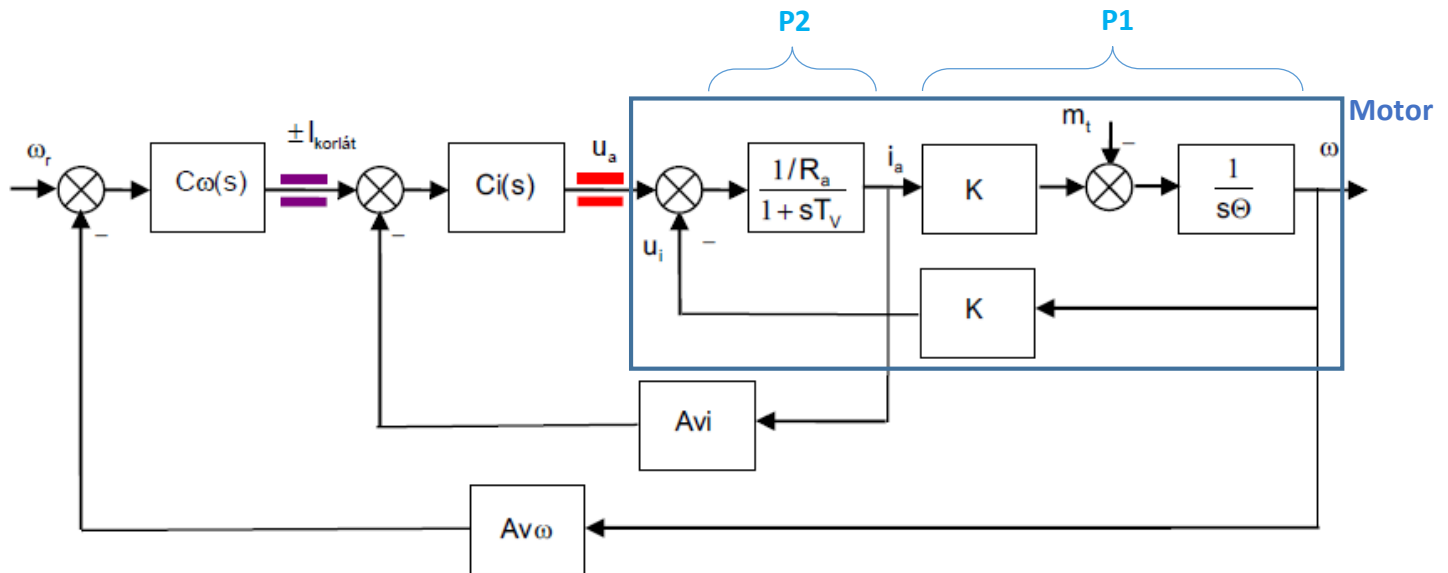 P2
P1
Motor
ω_r
Cω(s)
± I_korlát
Ci(s)
u_a
u_i
1/R_a
1 + sT_V
i_a
K
m_t
1
sΘ
ω
K
Avi
Avω
–
–
–
–